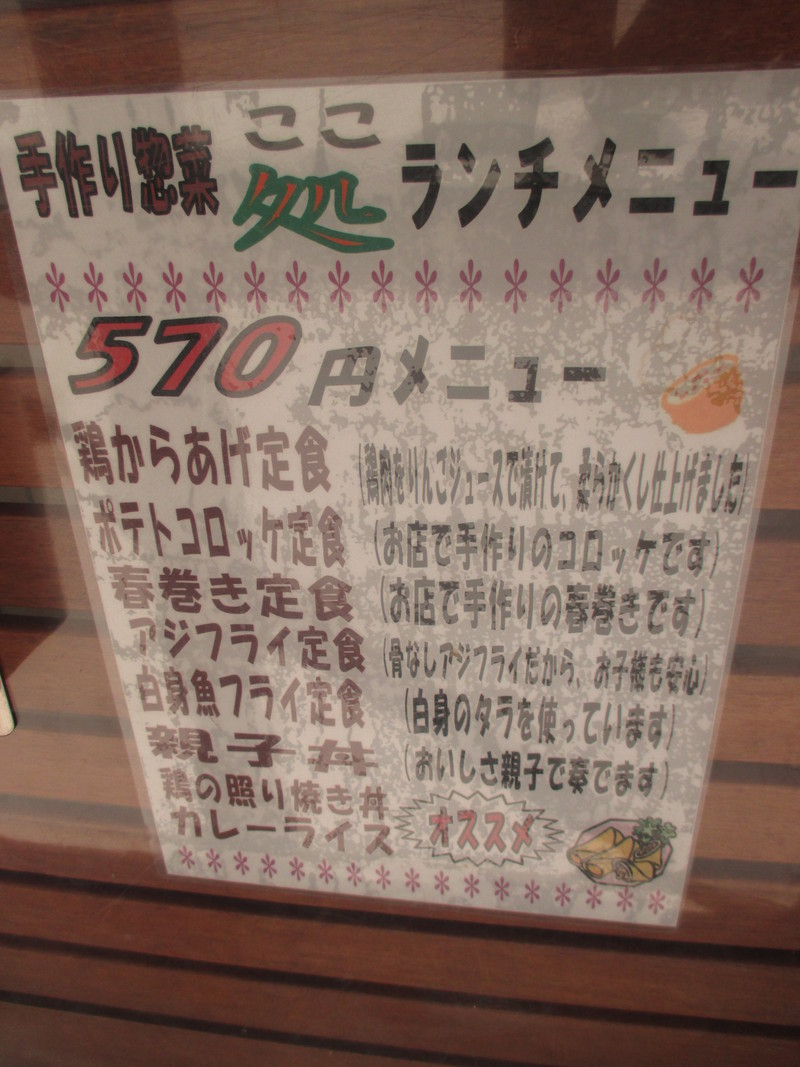 手作り惣菜 ここ 処 ランチメニュー
570円メニュー
鶏からあげ定食 (鶏肉をりんごジュースで漬けて、柔らかくし仕上げました)
ポテトコロッケ定食 (お店で手作りのコロッケです)
春巻き定食 (お店で手作りの春巻きです)
アジフライ定食 (骨なしアジフライだから、お子様も安心)
白身魚フライ定食 (白身のタラを使っています)
親子丼 (おいしさ親子で奏でます)
鶏の照り焼き丼
カレーライス オススメ